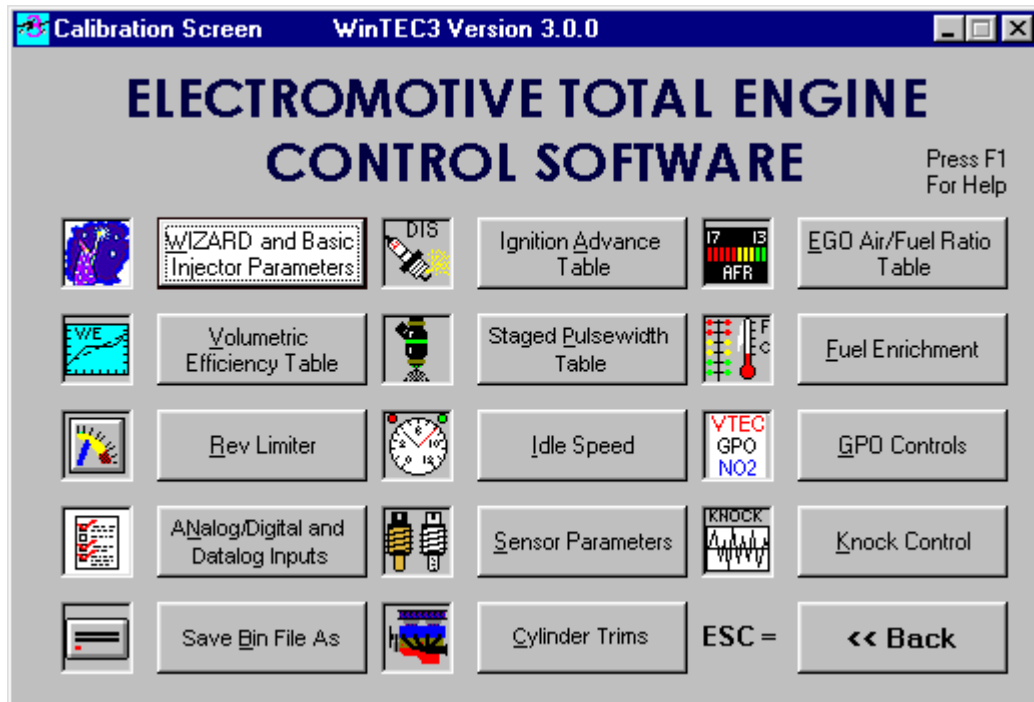 Calibration Screen WinTEC3 Version 3.0.0
ELECTROMOTIVE TOTAL ENGINE
CONTROL SOFTWARE
Press F1
For Help
WIZARD and Basic
Injector Parameters
DIS
Ignition Advance
Table
17 13
AFR
EGO Air/Fuel Ratio
Table
V/E
Volumetric
Efficiency Table
Staged Pulsewidth
Table
F
C
Fuel Enrichment
Rev Limiter
Idle Speed
VTEC
GPO
NO2
GPO Controls
ANalog/Digital and
Datalog Inputs
Sensor Parameters
KNOCK
Knock Control
Save Bin File As
Cylinder Trims
ESC =
<< Back